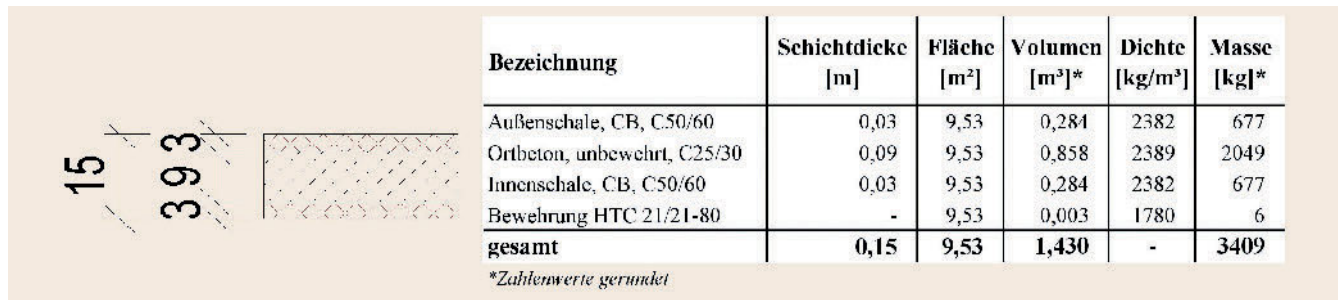 15
3 9 3
Bezeichnung Schichtdicke [m] Fläche [m²] Volumen [m³]* Dichte [kg/m³] Masse [kg]*
Außenschale, CB, C50/60 0,03 9,53 0,284 2382 677
Ortbeton, unbewehrt, C25/30 0,09 9,53 0,858 2389 2049
Innenschale, CB, C50/60 0,03 9,53 0,284 2382 677
Bewehrung HTC 21/21-80 - 9,53 0,003 1780 6
gesamt 0,15 9,53 1,430 - 3409
*Zahlenwerte gerundet